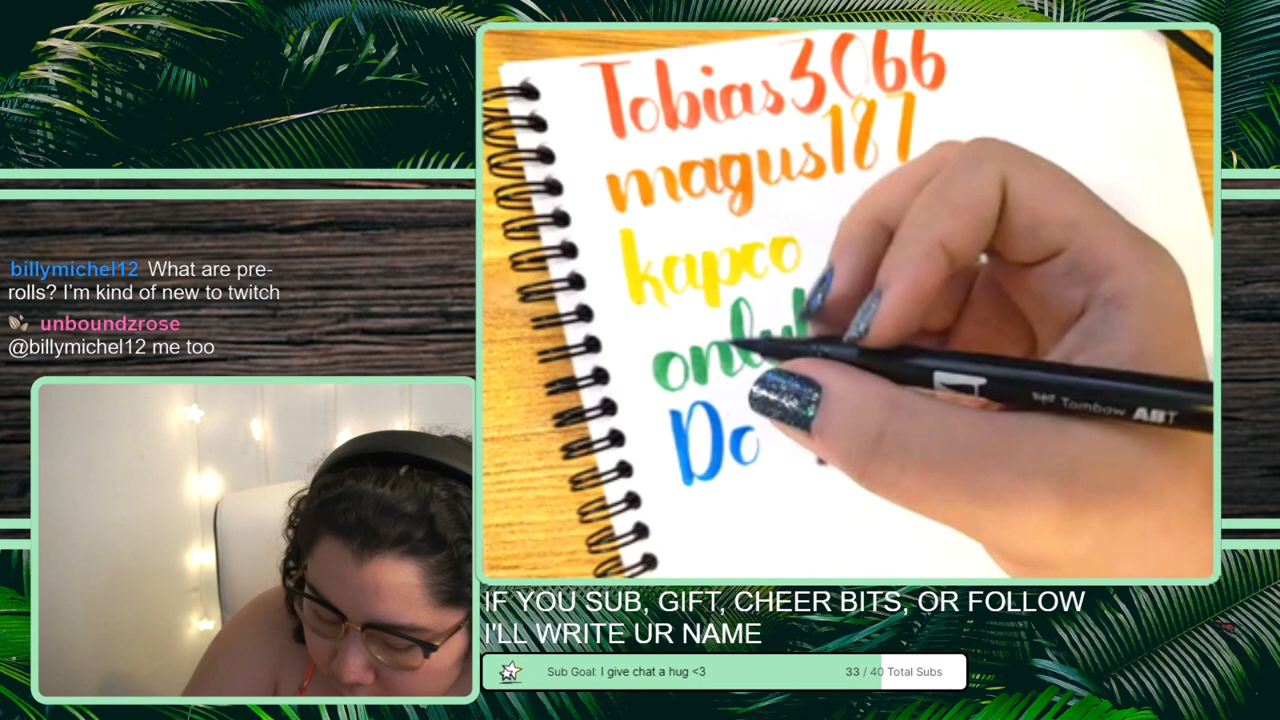 Tobias3066
magus187
kapco
Do
Tombow ABT
billymichel12 What are pre-
rolls? I'm kind of new to twitch
unboundzrose
@billymichel12 me too
IF YOU SUB, GIFT, CHEER BITS, OR FOLLOW
I'LL WRITE UR NAME
Sub Goal: I give chat a hug <3 33 / 40 Total Subs